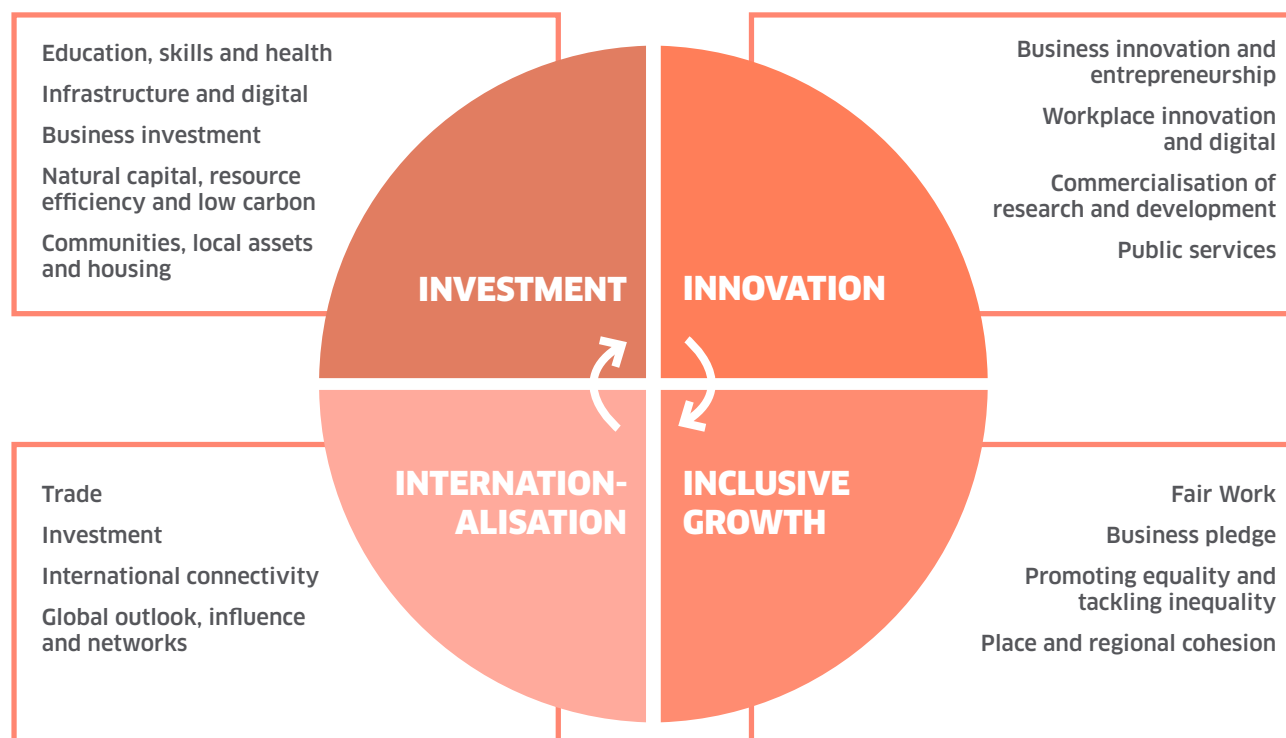 Education, skills and health
Infrastructure and digital
Business investment
Natural capital, resource
efficiency and low carbon
Communities, local assets
and housing
INVESTMENT
Business innovation and
entrepreneurship
Workplace innovation
and digital
Commercialisation of
research and development
Public services
INNOVATION
Trade
Investment
International connectivity
Global outlook, influence
and networks
INTERNATION-
ALISATION
INCLUSIVE
GROWTH
Fair Work
Business pledge
Promoting equality and
tackling inequality
Place and regional cohesion